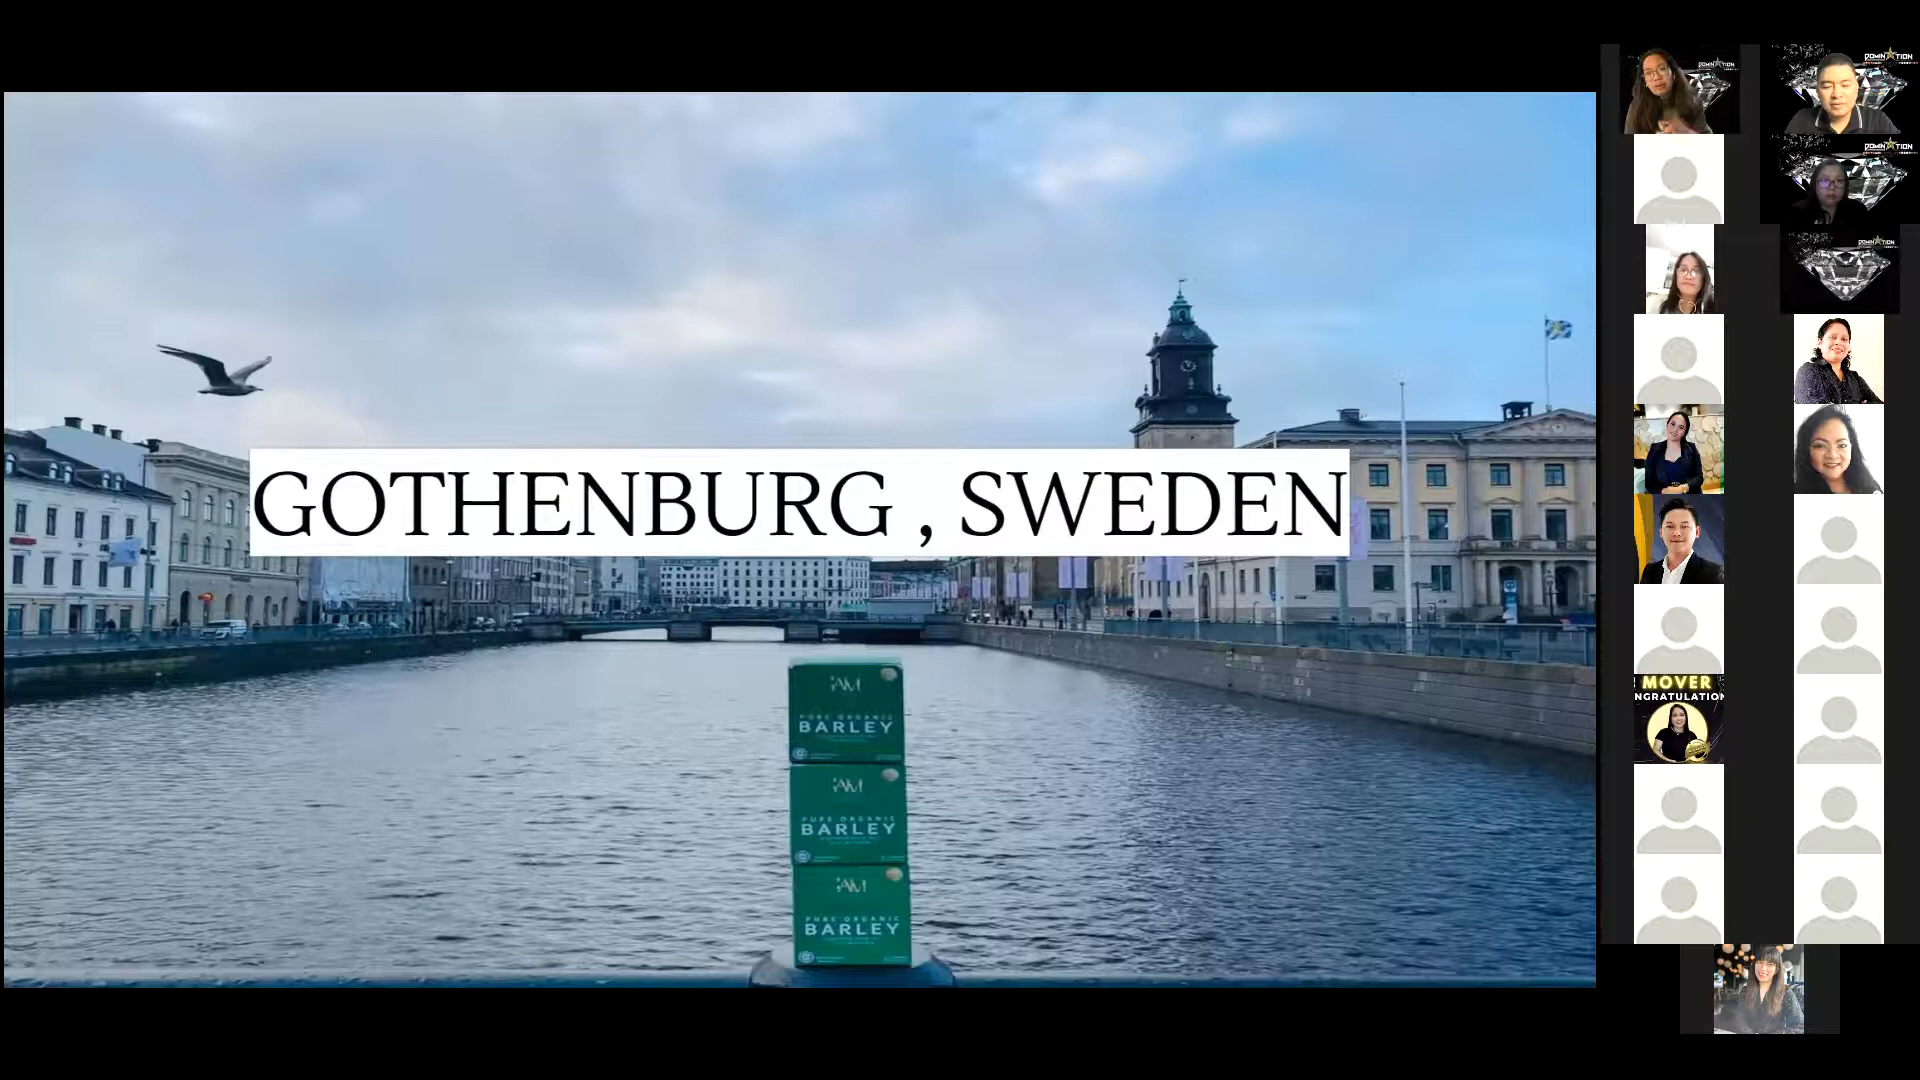 GOTHENBURG , SWEDEN
iAM
PURE ORGANIC
BARLEY
iAM
PURE ORGANIC
BARLEY
iAM
PURE ORGANIC
BARLEY
DOMINATION
DOMINATION
DOMINATION
DOMINATION
MOVER
NGRATULATION